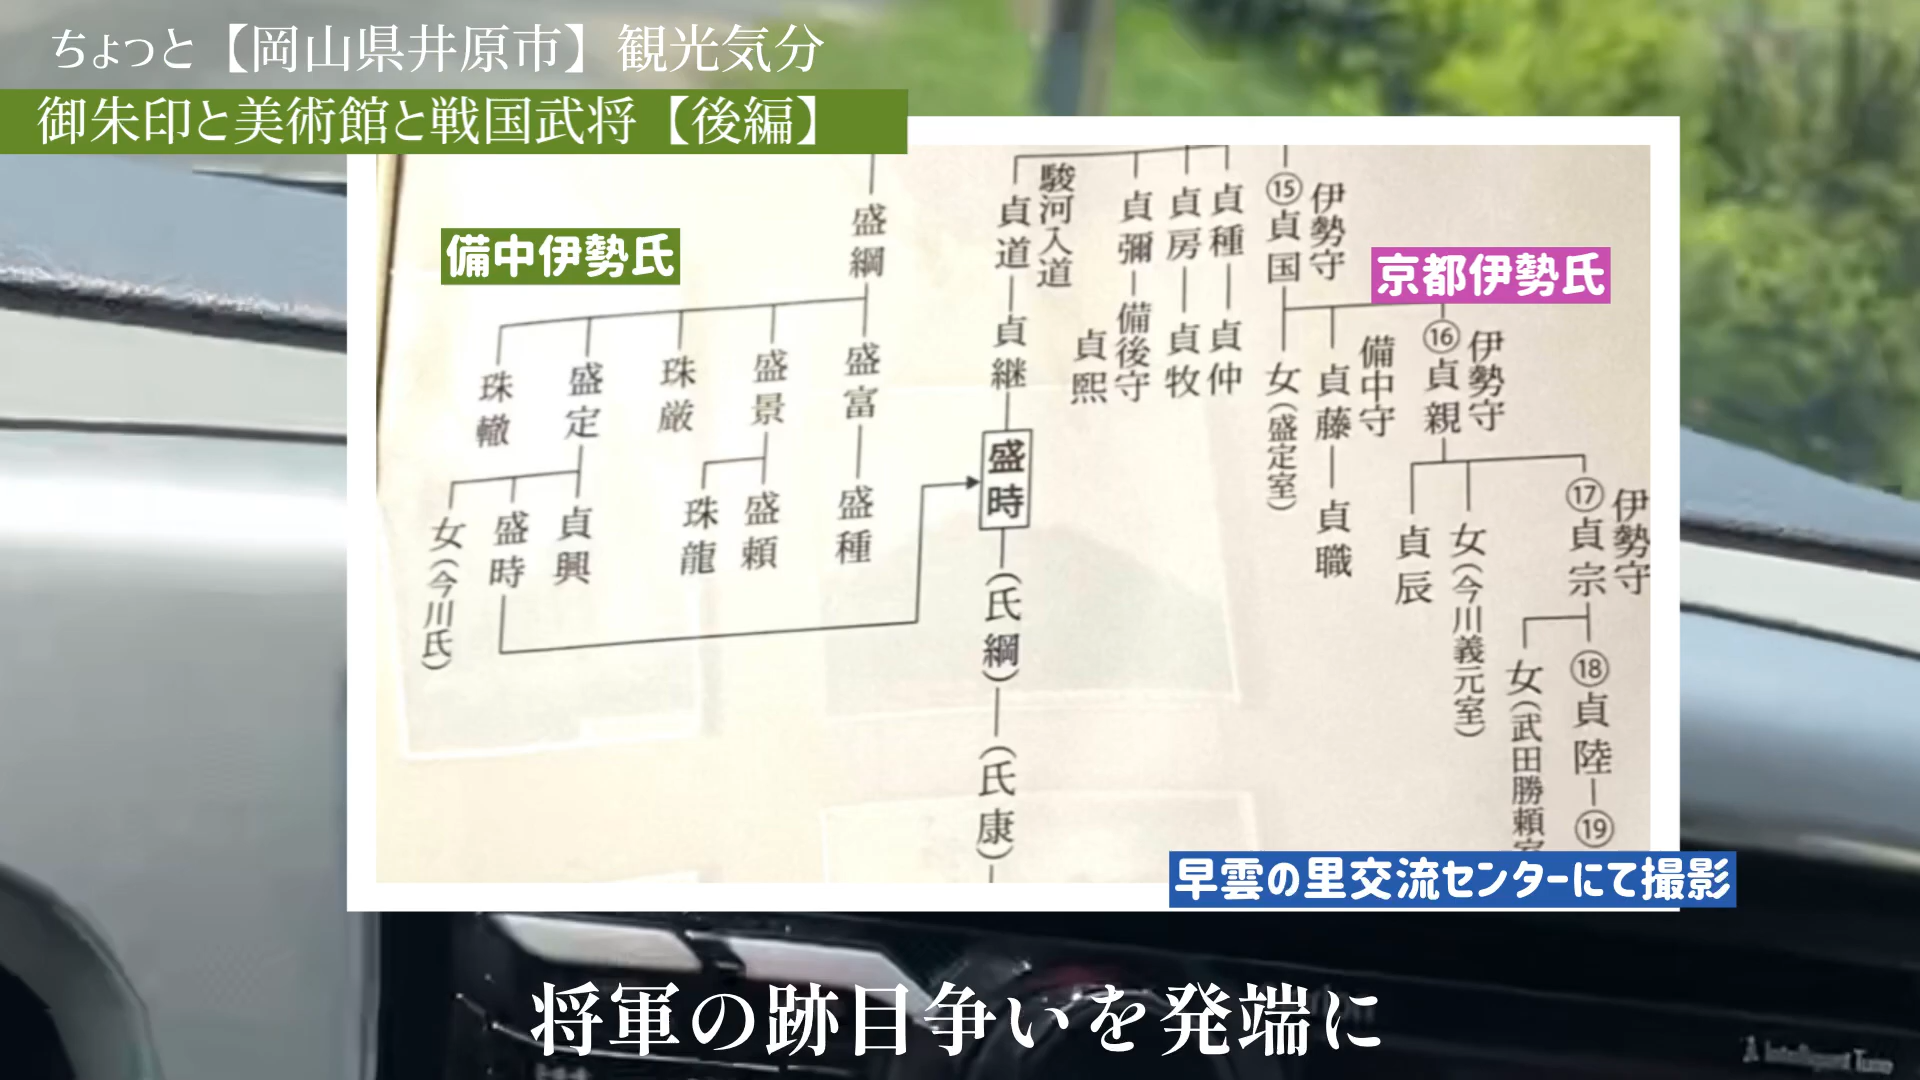 ちょっと【岡山県井原市】観光気分
御朱印と美術館と戦国武将【後編】
備中伊勢氏
京都伊勢氏
伊勢守
⑮貞国
貞種
貞仲
貞房
貞牧
貞彌
備後守
貞熙
駿河入道
貞道
貞継
盛時
(氏綱)
(氏康)
伊勢守
⑯貞親
備中守
貞藤
貞職
女(盛定室)
伊勢守
⑰貞宗
女(今川義元室)
貞辰
⑱貞陸
⑲
女(武田勝頼室
盛綱
盛富
盛種
盛景
盛頼
珠龍
珠厳
盛定
貞興
盛時
女(今川氏)
珠轍
早雲の里交流センターにて撮影
将軍の跡目争いを発端に